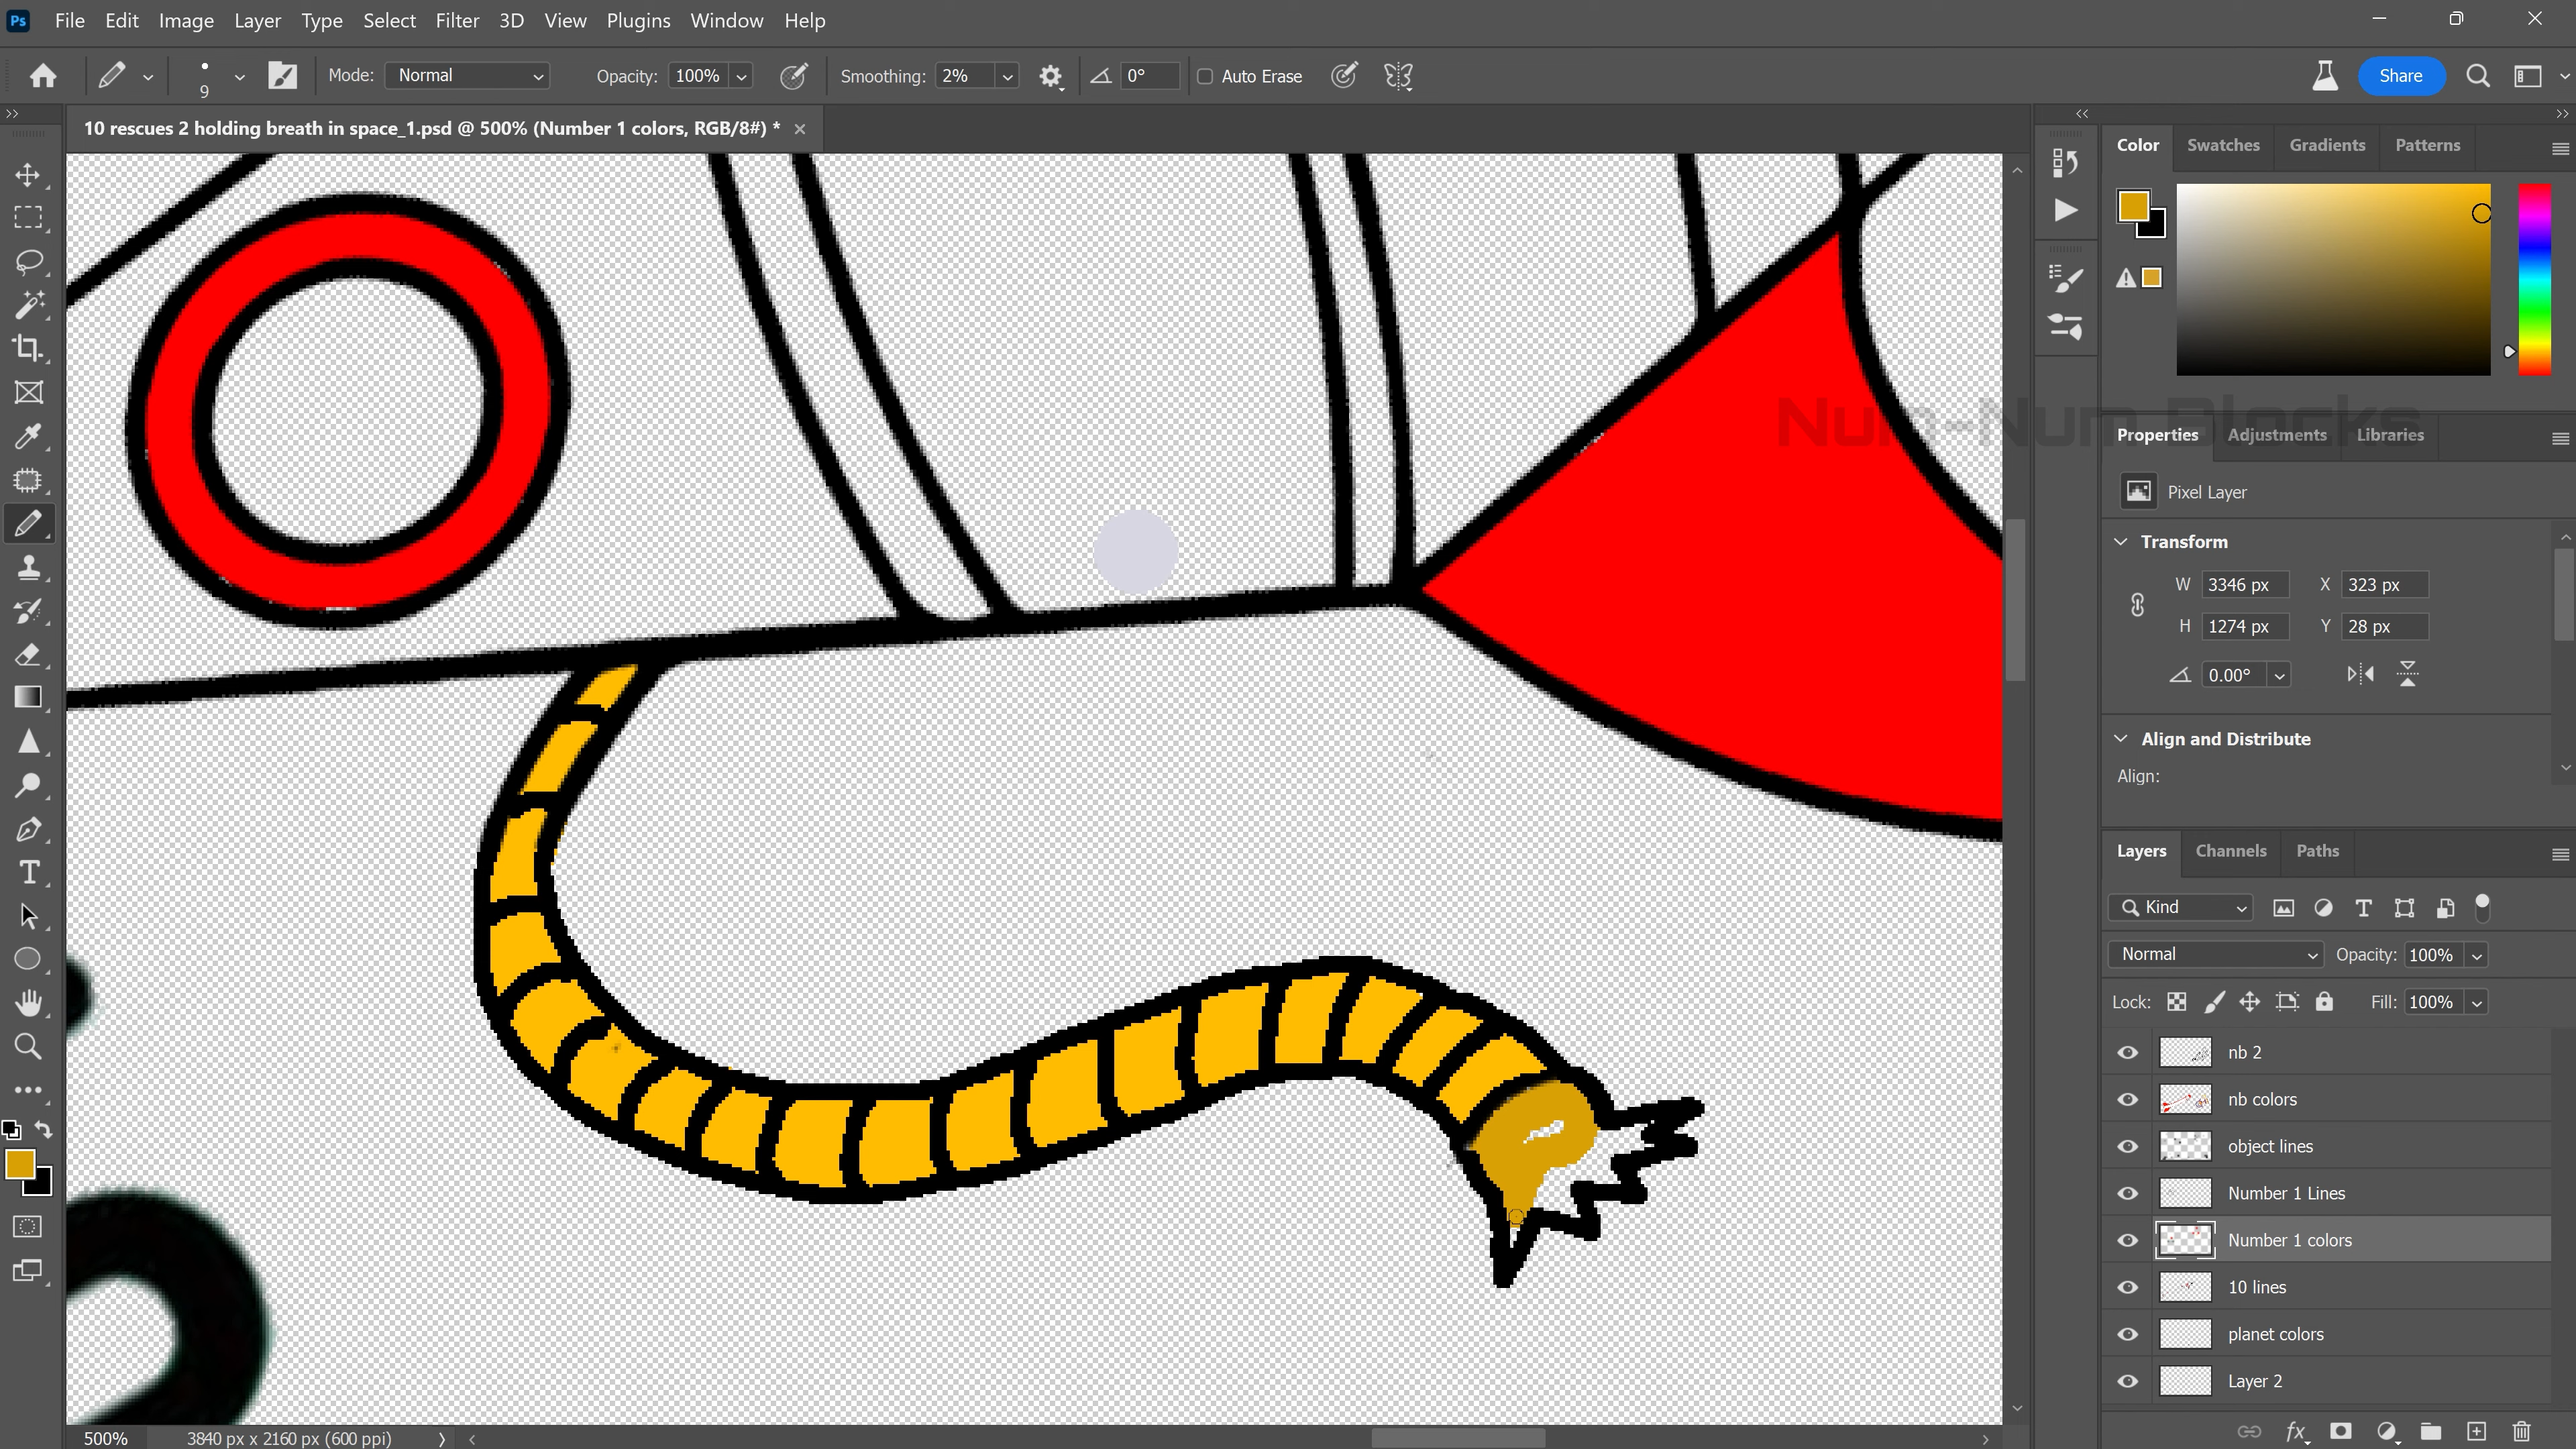 Ps File Edit Image Layer Type Select Filter 3D View Plugins Window Help
9 Mode: Normal Opacity: 100% Smoothing: 2% 0° Auto Erase Share
10 rescues 2 holding breath in space_1.psd @ 500% (Number 1 colors, RGB/8#) *
Color Swatches Gradients Patterns
Num-Num Blocks
Properties Adjustments Libraries
Pixel Layer
Transform
W 3346 px X 323 px
H 1274 px Y 28 px
0.00°
Align and Distribute
Align:
Layers Channels Paths
Kind
Normal Opacity: 100%
Lock: Fill: 100%
nb 2
nb colors
object lines
Number 1 Lines
Number 1 colors
10 lines
planet colors
Layer 2
500% 3840 px x 2160 px (600 ppi)